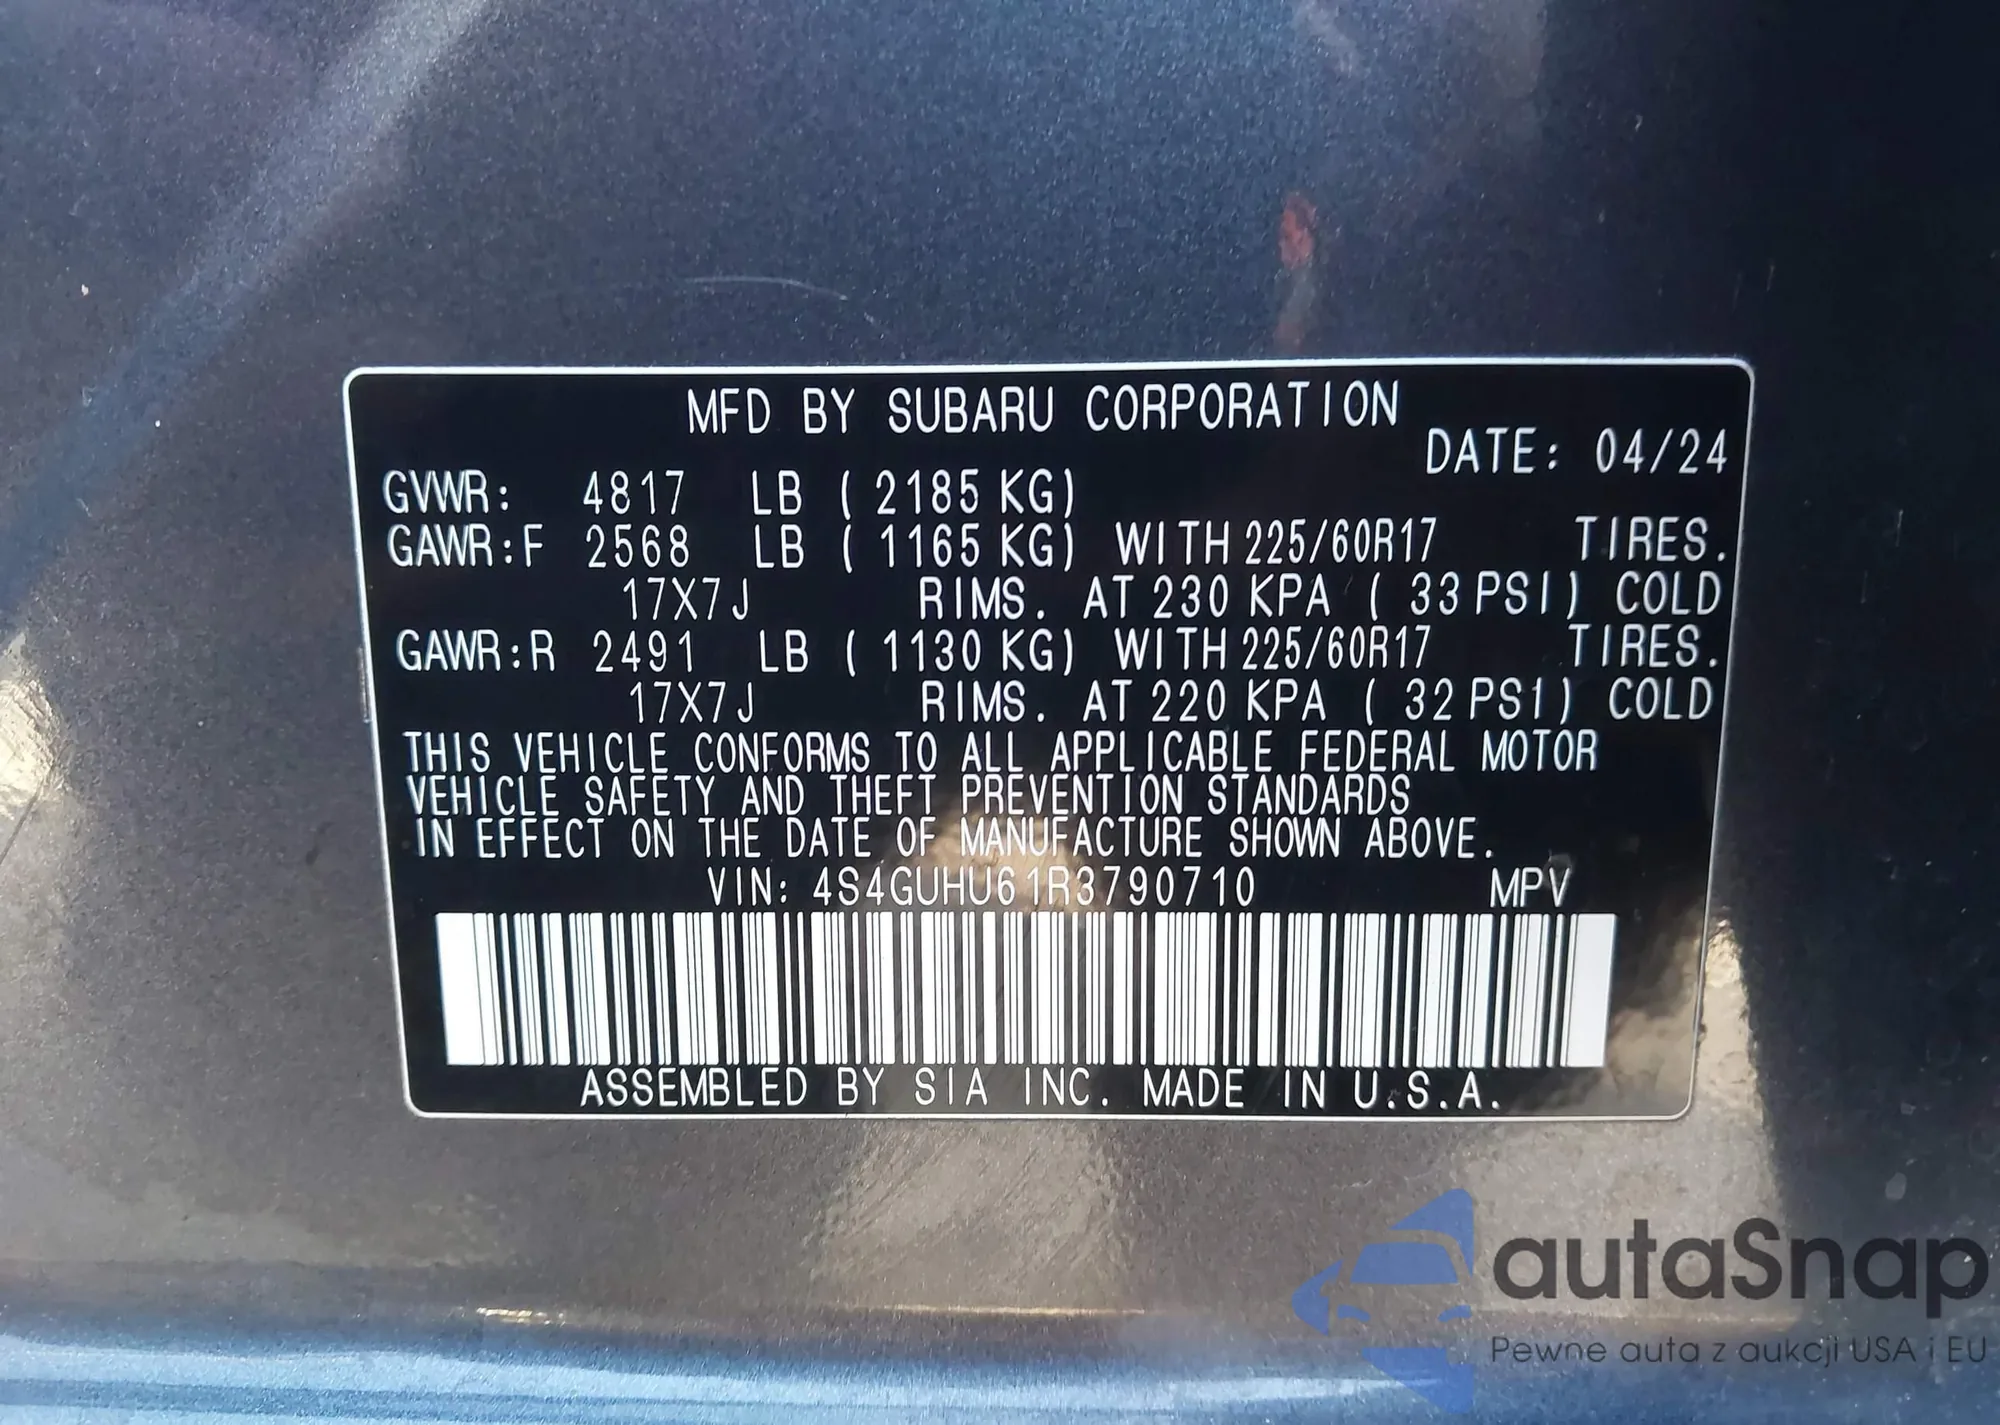 MFD BY SUBARU CORPORATION
DATE: 04/24
GVWR: 4817 LB ( 2185 KG)
GAWR:F 2568 LB ( 1165 KG) WITH 225/60R17 TIRES.
17X7J RIMS. AT 230 KPA ( 33 PSI) COLD
GAWR:R 2491 LB ( 1130 KG) WITH 225/60R17 TIRES.
17X7J RIMS. AT 220 KPA ( 32 PSI) COLD
THIS VEHICLE CONFORMS TO ALL APPLICABLE FEDERAL MOTOR
VEHICLE SAFETY AND THEFT PREVENTION STANDARDS
IN EFFECT ON THE DATE OF MANUFACTURE SHOWN ABOVE.
VIN: 4S4GUHU61R3790710 MPV
ASSEMBLED BY SIA INC. MADE IN U.S.A.
autaSnap
Pewne auta z aukcji USA i EU